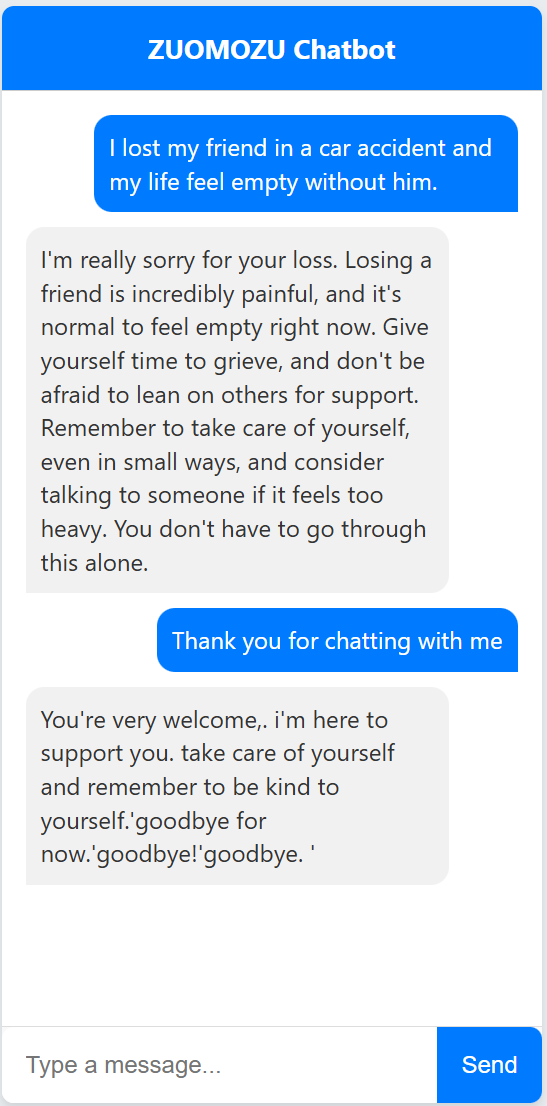 ZUOMOZU Chatbot
I lost my friend in a car accident and
my life feel empty without him.
I'm really sorry for your loss. Losing a
friend is incredibly painful, and it's
normal to feel empty right now. Give
yourself time to grieve, and don't be
afraid to lean on others for support.
Remember to take care of yourself,
even in small ways, and consider
talking to someone if it feels too
heavy. You don't have to go through
this alone.
Thank you for chatting with me
You're very welcome,. i'm here to
support you. take care of yourself
and remember to be kind to
yourself.'goodbye for
now.'goodbye!'goodbye. '
Type a message...
Send